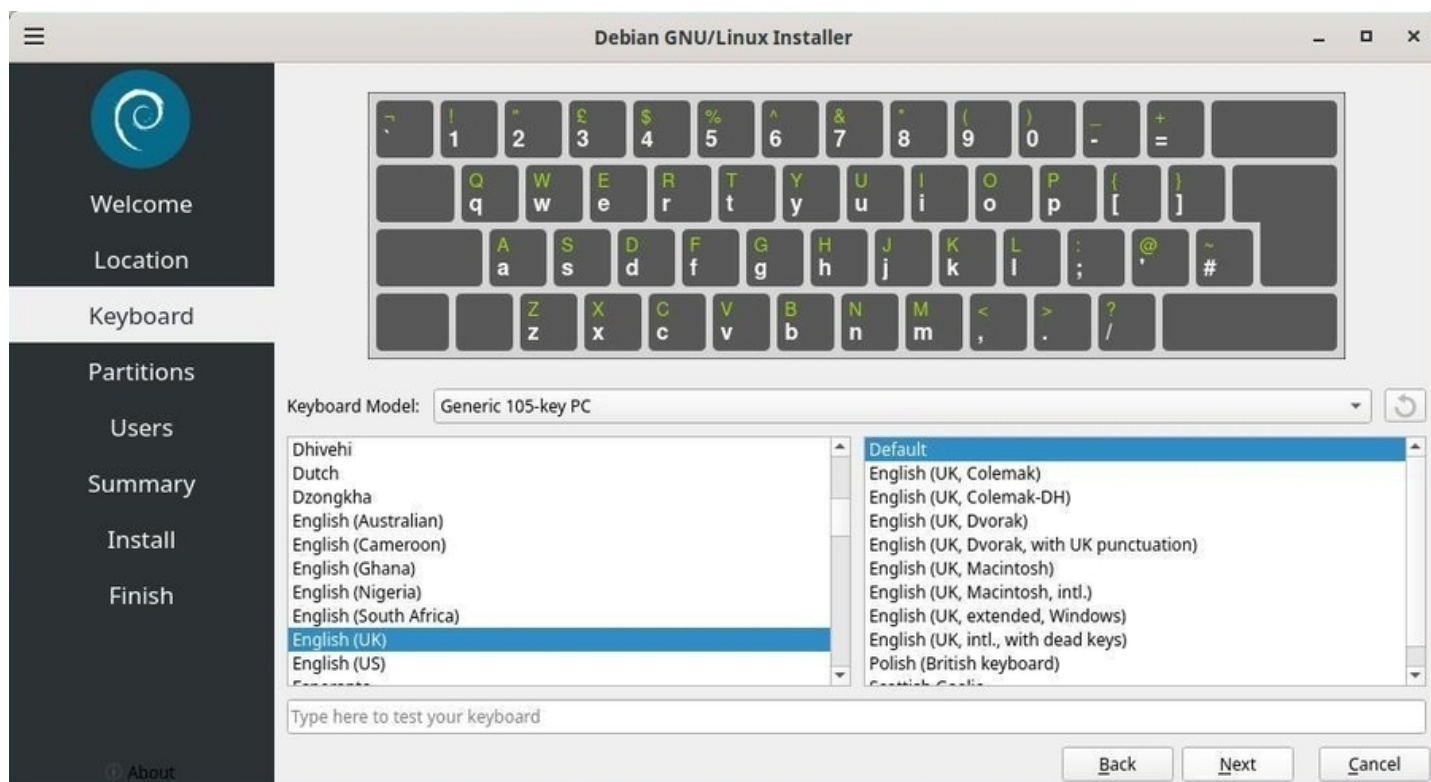 Debian GNU/Linux Installer
Welcome
Location
Keyboard
Partitions
Users
Summary
Install
Finish
About
¬ ! " £ $ % ^ & * ( ) _ +
` 1 2 3 4 5 6 7 8 9 0 - =
Q W E R T Y U I O P { }
q w e r t y u i o p [ ]
A S D F G H J K L : @ ~
a s d f g h j k l ; ' #
Z X C V B N M < > ?
z x c v b n m , . /
Keyboard Model: Generic 105-key PC
Dhivehi
Dutch
Dzongkha
English (Australian)
English (Cameroon)
English (Ghana)
English (Nigeria)
English (South Africa)
English (UK)
English (US)
Default
English (UK, Colemak)
English (UK, Colemak-DH)
English (UK, Dvorak)
English (UK, Dvorak, with UK punctuation)
English (UK, Macintosh)
English (UK, Macintosh, intl.)
English (UK, extended, Windows)
English (UK, intl., with dead keys)
Polish (British keyboard)
Type here to test your keyboard
Back Next Cancel